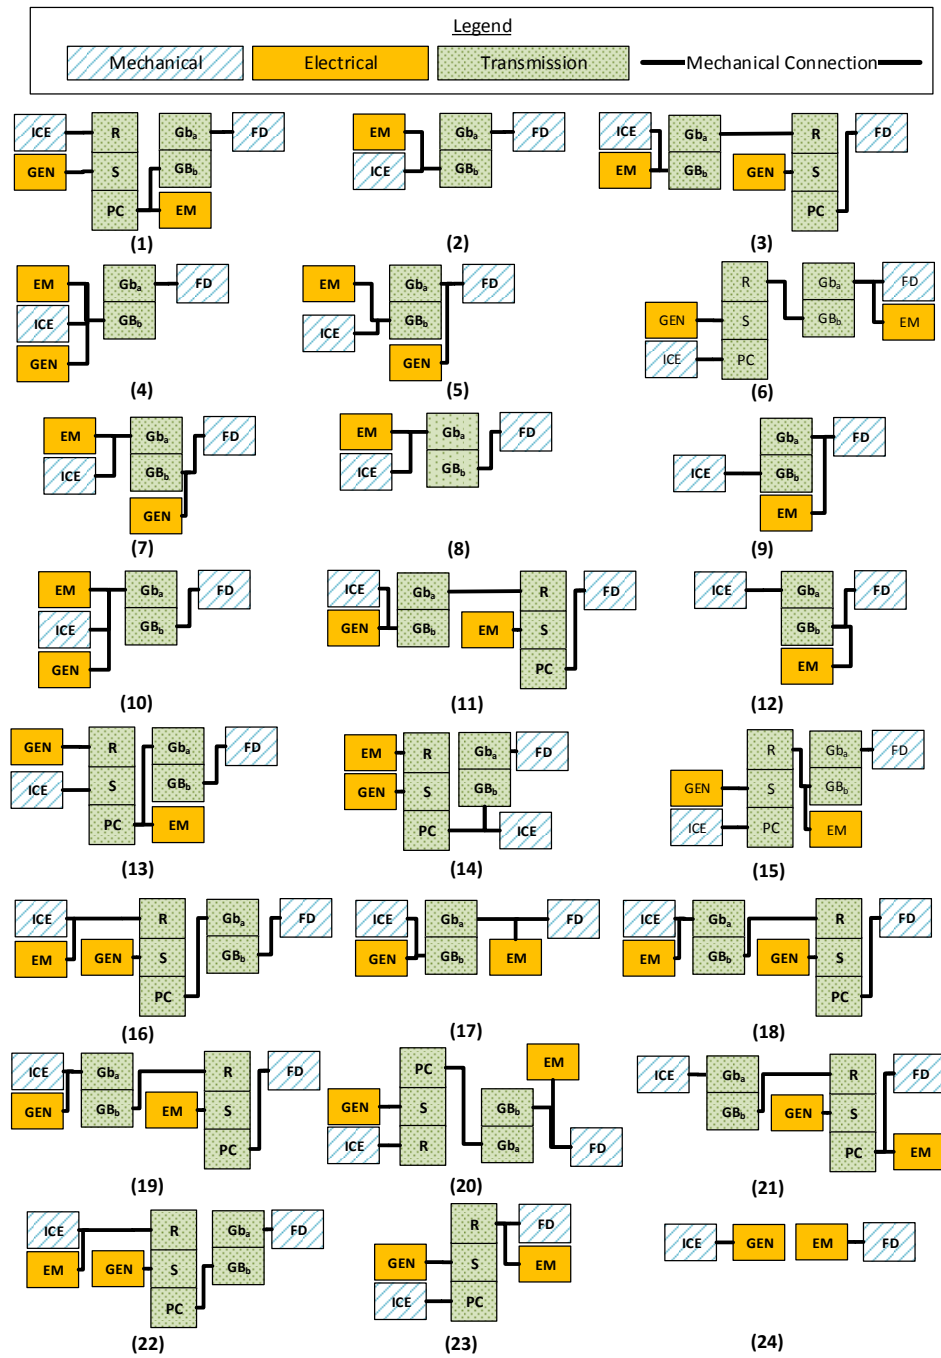 Legend
Mechanical Electrical Transmission Mechanical Connection
ICE R Gba FD
GEN S GBb
PC EM
(1)
EM Gba FD
ICE GBb
(2)
ICE Gba R FD
EM GBb GEN S
PC
(3)
EM Gba FD
ICE GBb
GEN
(4)
EM Gba FD
ICE GBb
GEN
(5)
R Gba FD
GEN S GBb EM
ICE PC
(6)
EM Gba FD
ICE GBb
GEN
(7)
EM Gba FD
ICE GBb
(8)
Gba FD
ICE GBb
EM
(9)
EM Gba FD
ICE GBb
GEN
(10)
ICE Gba R FD
GEN GBb EM S
PC
(11)
ICE Gba FD
GBb
EM
(12)
GEN R Gba FD
ICE S GBb
PC EM
(13)
EM R Gba FD
GEN S GBb
PC ICE
(14)
R Gba FD
GEN S GBb
ICE PC EM
(15)
ICE R Gba FD
EM GEN S GBb
PC
(16)
ICE Gba FD
GEN GBb EM
(17)
ICE Gba R FD
EM GBb GEN S
PC
(18)
ICE Gba R FD
GEN GBb EM S
PC
(19)
PC EM
GEN S GBb
ICE R Gba FD
(20)
ICE Gba R FD
GBb GEN S
PC EM
(21)
ICE R Gba FD
EM GEN S GBb
PC
(22)
R FD
GEN S EM
ICE PC
(23)
ICE GEN EM FD
(24)